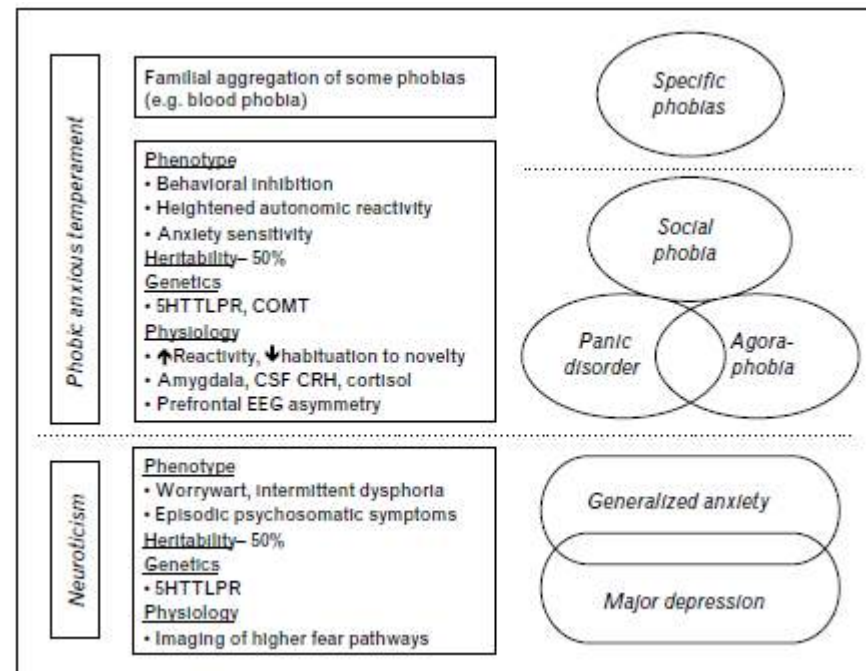 Phobic anxious temperament
Familial aggregation of some phobias
(e.g. blood phobia)
Phenotype
• Behavioral inhibition
• Heightened autonomic reactivity
• Anxiety sensitivity
Heritability– 50%
Genetics
• 5HTTLPR, COMT
Physiology
• ↑Reactivity, ↓habituation to novelty
• Amygdala, CSF CRH, cortisol
• Prefrontal EEG asymmetry
Specific
phobias
Social
phobia
Panic
disorder
Agora-
phobia
Neuroticism
Phenotype
• Worrywart, intermittent dysphoria
• Episodic psychosomatic symptoms
Heritability– 50%
Genetics
• 5HTTLPR
Physiology
• Imaging of higher fear pathways
Generalized anxiety
Major depression